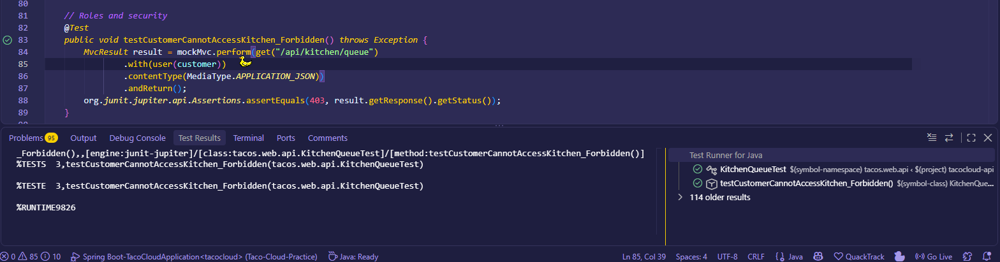 80
81 // Roles and security
82 @Test
83 public void testCustomerCannotAccessKitchen_Forbidden() throws Exception {
84 MvcResult result = mockMvc.perform(get("/api/kitchen/queue")
85 .with(user(customer))
86 .contentType(MediaType.APPLICATION_JSON))
87 .andReturn();
88 org.junit.jupiter.api.Assertions.assertEquals(403, result.getResponse().getStatus());
89 }
Problems 95 Output Debug Console Test Results Terminal Ports Comments
_Forbidden(),,[engine:junit-jupiter]/[class:tacos.web.api.KitchenQueueTest]/[method:testCustomerCannotAccessKitchen_Forbidden()]
%TESTS 3,testCustomerCannotAccessKitchen_Forbidden(tacos.web.api.KitchenQueueTest)
%TESTE 3,testCustomerCannotAccessKitchen_Forbidden(tacos.web.api.KitchenQueueTest)
%RUNTIME9826
Test Runner for Java
KitchenQueueTest $(symbol-namespace) tacos.web.api ‹ $(project) tacocloud-api
testCustomerCannotAccessKitchen_Forbidden() $(symbol-class) KitchenQue...
114 older results
0 85 10 Spring Boot-TacoCloudApplication<tacocloud> (Taco-Cloud-Practice) Java: Ready Ln 85, Col 39 Spaces: 4 UTF-8 CRLF {} Java QuackTrack Go Live